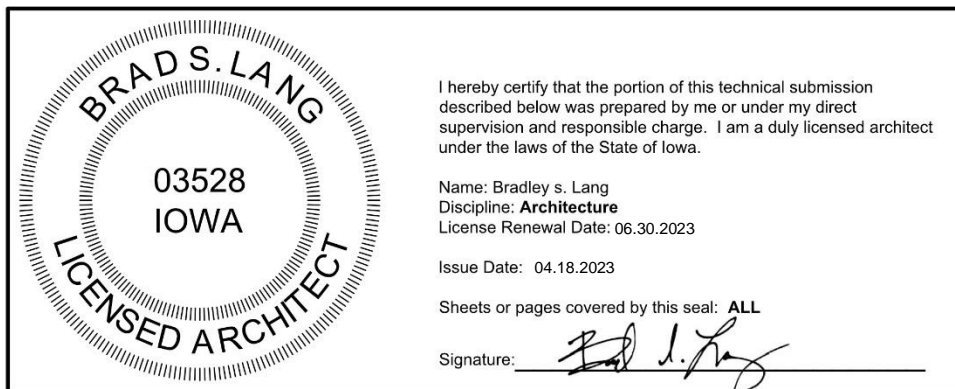 BRAD S. LANG
03528
IOWA
LICENSED ARCHITECT
I hereby certify that the portion of this technical submission
described below was prepared by me or under my direct
supervision and responsible charge. I am a duly licensed architect
under the laws of the State of Iowa.
Name: Bradley s. Lang
Discipline: Architecture
License Renewal Date: 06.30.2023
Issue Date: 04.18.2023
Sheets or pages covered by this seal: ALL
Signature: Brad S. Lang